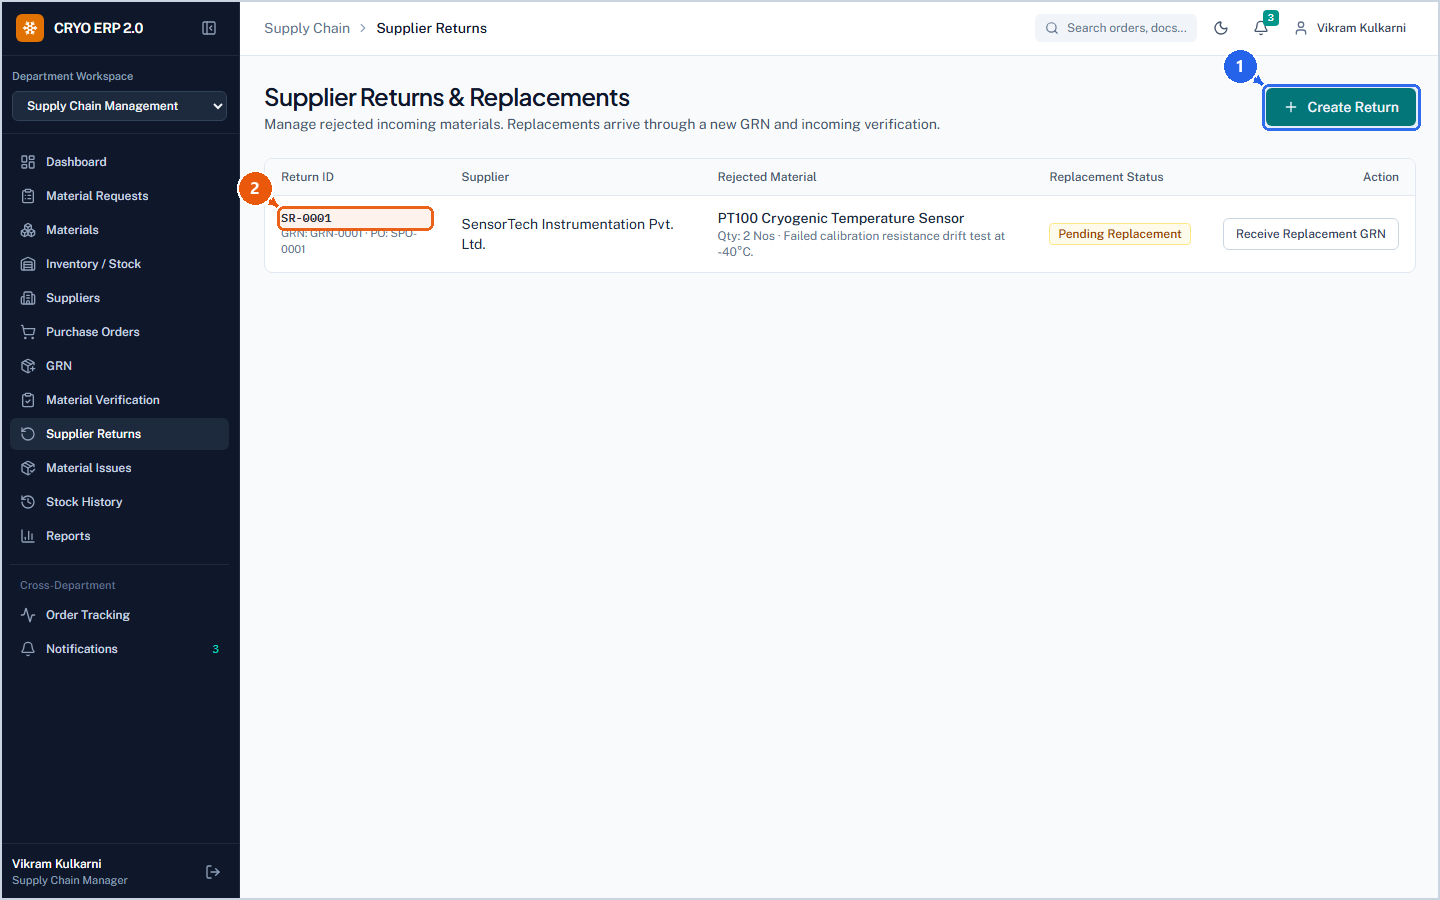 CRYO ERP 2.0
Department Workspace
Supply Chain Management
Dashboard
Material Requests
Materials
Inventory / Stock
Suppliers
Purchase Orders
GRN
Material Verification
Supplier Returns
Material Issues
Stock History
Reports
Cross-Department
Order Tracking
Notifications 3
Vikram Kulkarni
Supply Chain Manager
Supply Chain > Supplier Returns
Search orders, docs...
3
Vikram Kulkarni
1
Supplier Returns & Replacements
Manage rejected incoming materials. Replacements arrive through a new GRN and incoming verification.
+ Create Return
Return ID Supplier Rejected Material Replacement Status Action
2
SR-0001
GRN: GRN-0001 · PO: SPO-
0001
SensorTech Instrumentation Pvt.
Ltd.
PT100 Cryogenic Temperature Sensor
Qty: 2 Nos · Failed calibration resistance drift test at
-40°C.
Pending Replacement
Receive Replacement GRN